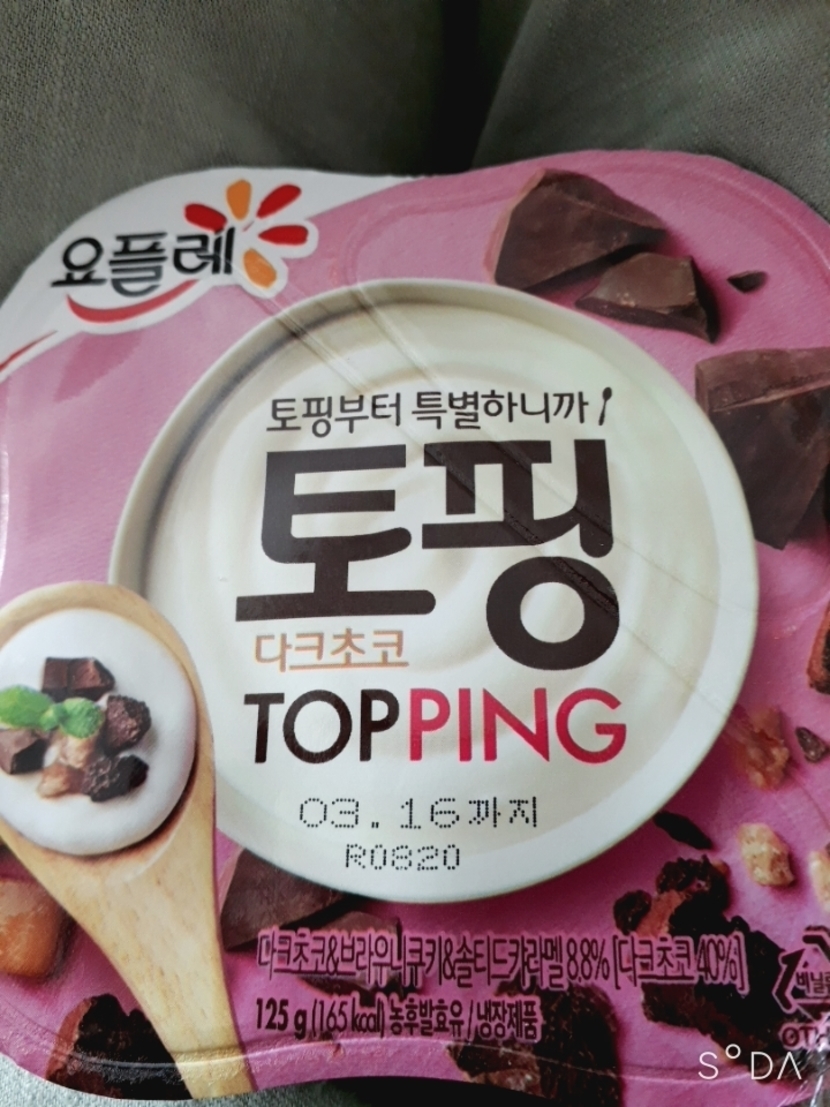 요플레
토핑부터 특별하니까
토핑
다크초코
TOPPING
03.16까지
R0820
다크초코&브라우니쿠키&솔티드카라멜 8.8% [다크초코 40%]
125 g (165 kcal) 농후발효유 / 냉장제품
SODA